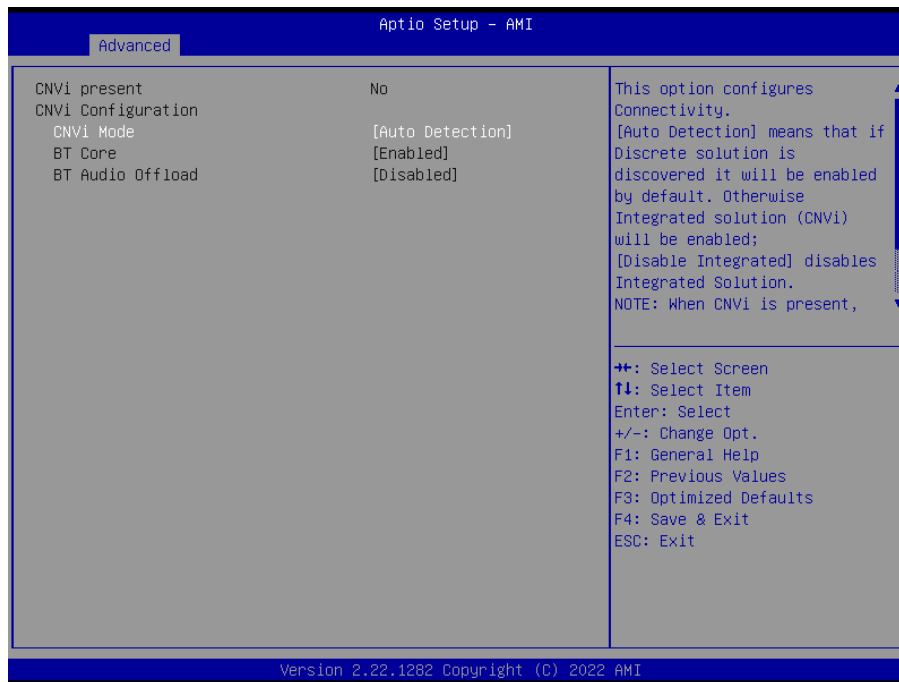 Aptio Setup – AMI
Advanced
CNVi present No
CNVi Configuration
CNVi Mode [Auto Detection]
BT Core [Enabled]
BT Audio Offload [Disabled]
This option configures
Connectivity.
[Auto Detection] means that if
Discrete solution is
discovered it will be enabled
by default. Otherwise
Integrated solution (CNVi)
will be enabled;
[Disable Integrated] disables
Integrated Solution.
NOTE: When CNVi is present,
→←: Select Screen
↑↓: Select Item
Enter: Select
+/-: Change Opt.
F1: General Help
F2: Previous Values
F3: Optimized Defaults
F4: Save & Exit
ESC: Exit
Version 2.22.1282 Copyright (C) 2022 AMI